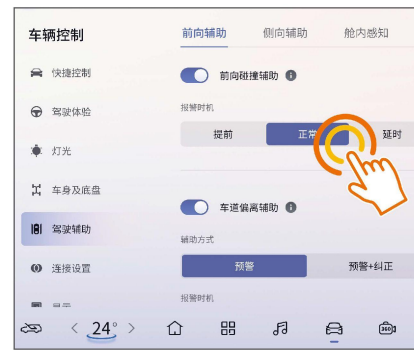 车辆控制
前向辅助 侧向辅助 舱内感知
快捷控制
前向碰撞辅助
驾驶体验
报警时机
提前 正常 延时
灯光
车身及底盘
车道偏离辅助
驾驶辅助
辅助方式
预警 预警+纠正
连接设置
报警时机
24°
360